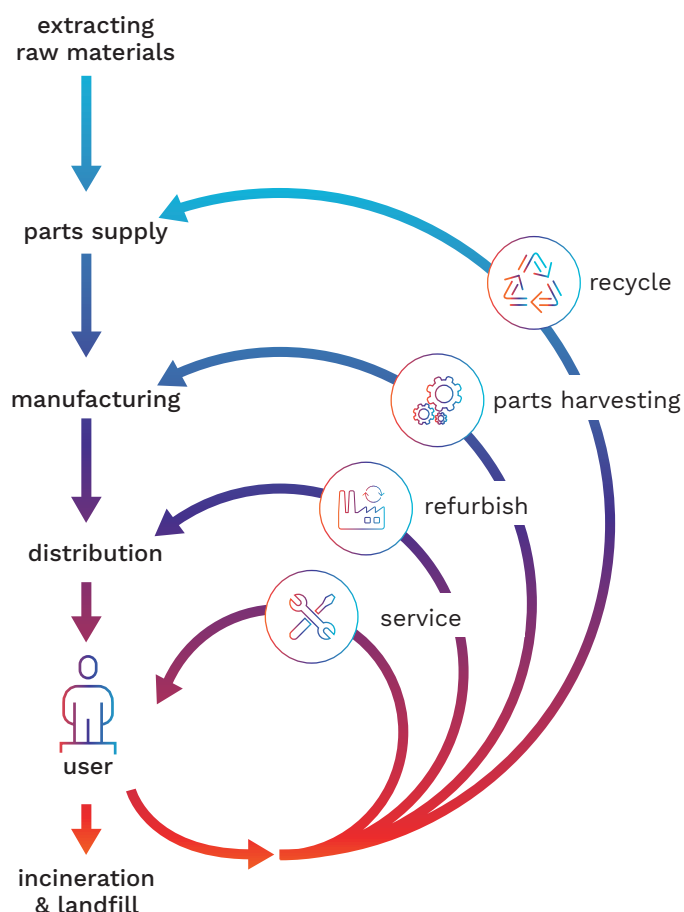 extracting
raw materials
parts supply
recycle
manufacturing
parts harvesting
refurbish
distribution
service
user
incineration
& landfill